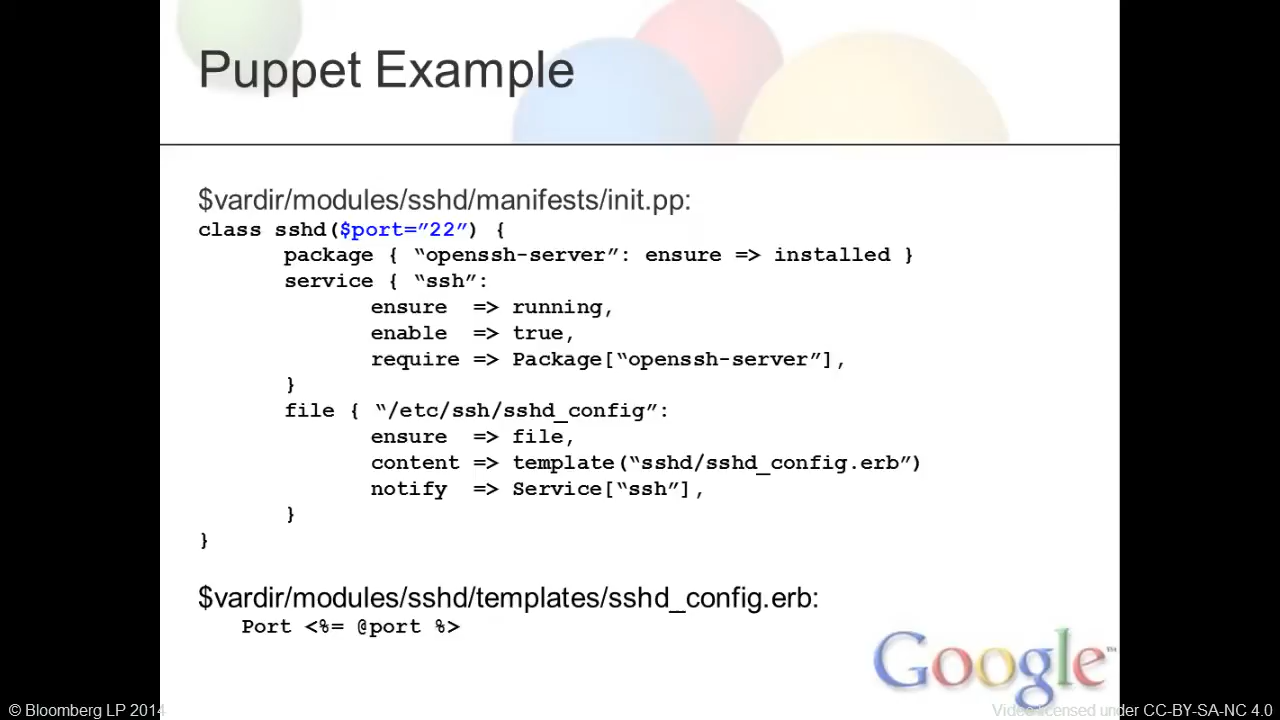 Puppet Example
$vardir/modules/sshd/manifests/init.pp:
class sshd($port=”22”) {
package { “openssh-server”: ensure => installed }
service { “ssh”:
ensure => running,
enable => true,
require => Package[“openssh-server”],
}
file { “/etc/ssh/sshd_config”:
ensure => file,
content => template(“sshd/sshd_config.erb”)
notify => Service[“ssh”],
}
}
$vardir/modules/sshd/templates/sshd_config.erb:
Port <%= @port %>
Google™
© Bloomberg LP 2014
Video licensed under CC-BY-SA-NC 4.0